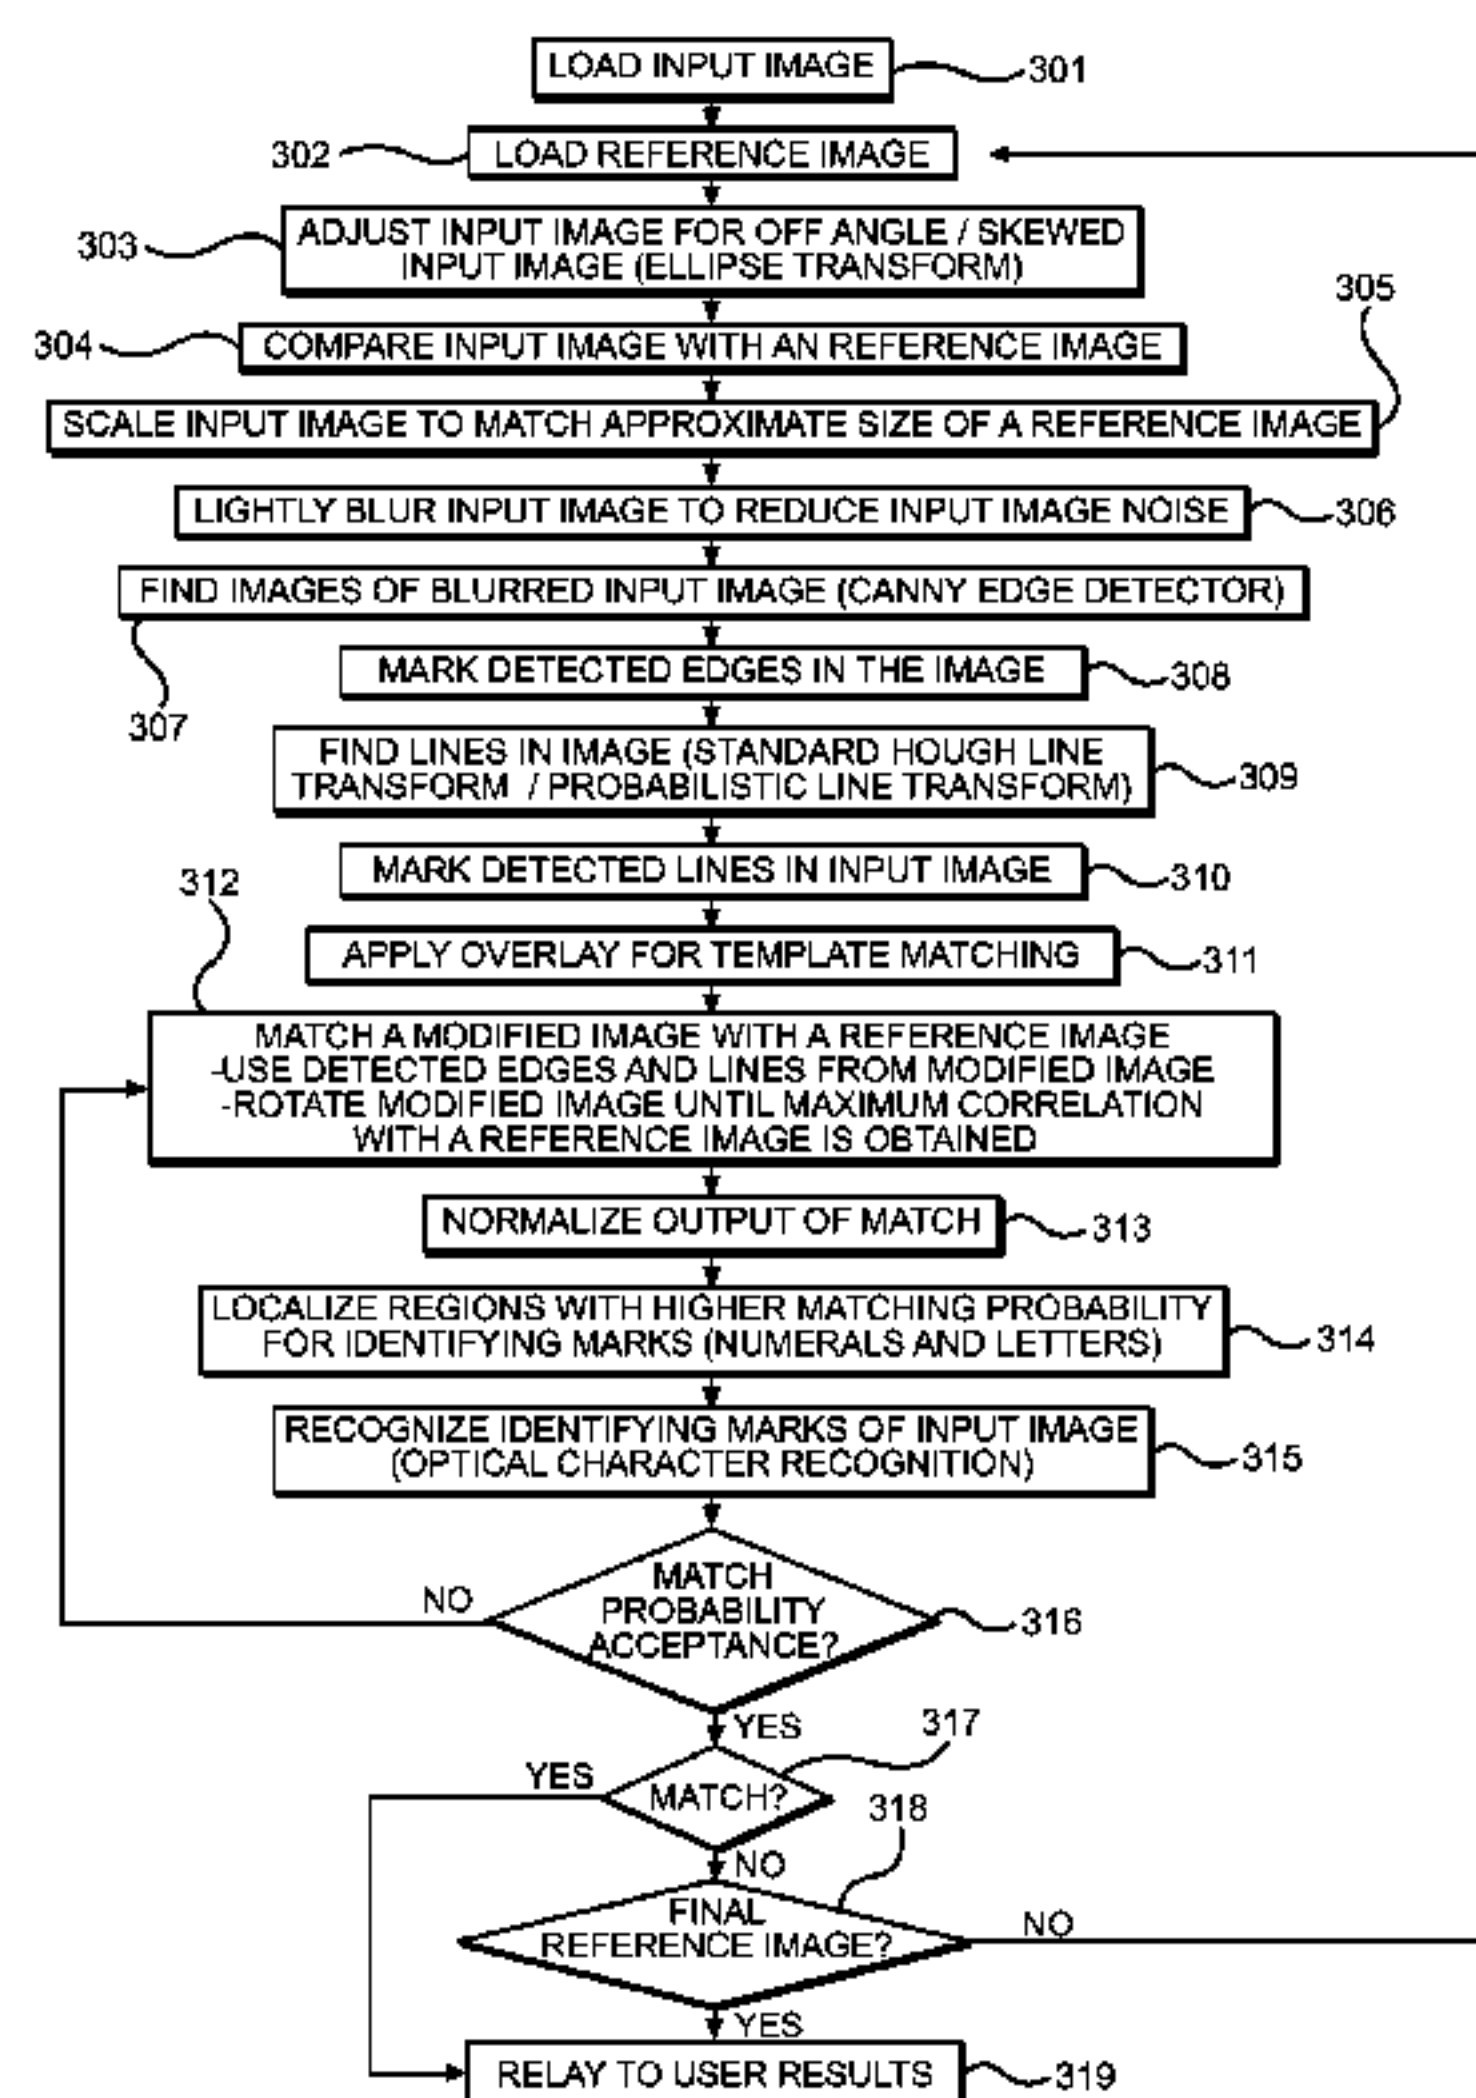 LOAD INPUT IMAGE
301
302
LOAD REFERENCE IMAGE
303
ADJUST INPUT IMAGE FOR OFF ANGLE / SKEWED
INPUT IMAGE (ELLIPSE TRANSFORM)
305
304
COMPARE INPUT IMAGE WITH AN REFERENCE IMAGE
SCALE INPUT IMAGE TO MATCH APPROXIMATE SIZE OF A REFERENCE IMAGE
LIGHTLY BLUR INPUT IMAGE TO REDUCE INPUT IMAGE NOISE
306
FIND IMAGES OF BLURRED INPUT IMAGE (CANNY EDGE DETECTOR)
307
MARK DETECTED EDGES IN THE IMAGE
308
FIND LINES IN IMAGE (STANDARD HOUGH LINE
TRANSFORM / PROBABILISTIC LINE TRANSFORM)
309
MARK DETECTED LINES IN INPUT IMAGE
310
312
APPLY OVERLAY FOR TEMPLATE MATCHING
311
MATCH A MODIFIED IMAGE WITH A REFERENCE IMAGE
-USE DETECTED EDGES AND LINES FROM MODIFIED IMAGE
-ROTATE MODIFIED IMAGE UNTIL MAXIMUM CORRELATION
WITH A REFERENCE IMAGE IS OBTAINED
NORMALIZE OUTPUT OF MATCH
313
LOCALIZE REGIONS WITH HIGHER MATCHING PROBABILITY
FOR IDENTIFYING MARKS (NUMERALS AND LETTERS)
314
RECOGNIZE IDENTIFYING MARKS OF INPUT IMAGE
(OPTICAL CHARACTER RECOGNITION)
315
MATCH
PROBABILITY
ACCEPTANCE?
NO
316
YES
317
YES
MATCH?
318
NO
FINAL
REFERENCE IMAGE?
NO
YES
RELAY TO USER RESULTS
319